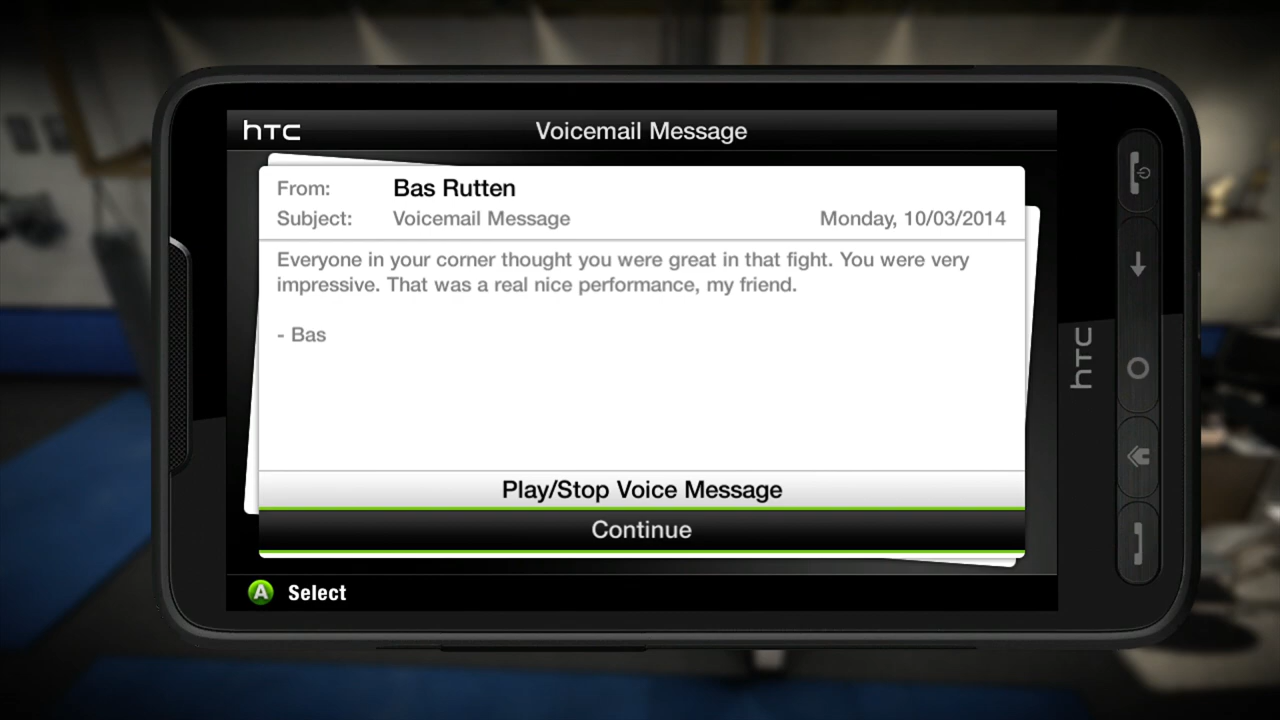 hTC
Voicemail Message
From: Bas Rutten
Subject: Voicemail Message Monday, 10/03/2014
Everyone in your corner thought you were great in that fight. You were very
impressive. That was a real nice performance, my friend.
- Bas
Play/Stop Voice Message
Continue
A Select
hTC